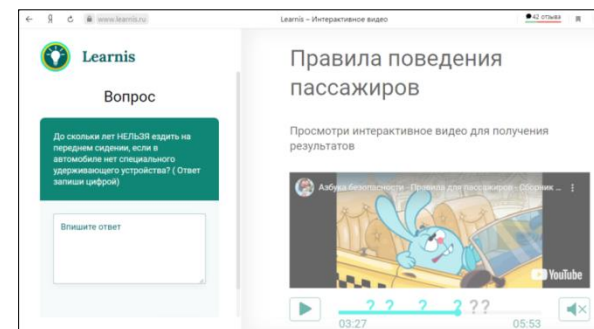 www.learnis.ru
Learnis – Интерактивное видео
42 отзыва
Learnis
Вопрос
До скольки лет НЕЛЬЗЯ ездить на
переднем сидении, если в
автомобиле нет специального
удерживающего устройства? ( Ответ
запиши цифрой)
Впишите ответ
Правила поведения
пассажиров
Просмотри интерактивное видео для получения
результатов
Азбука безопасности - Правила для пассажиров - Сборник ...
YouTube
? ? ? ? ? ?
03:27
05:53